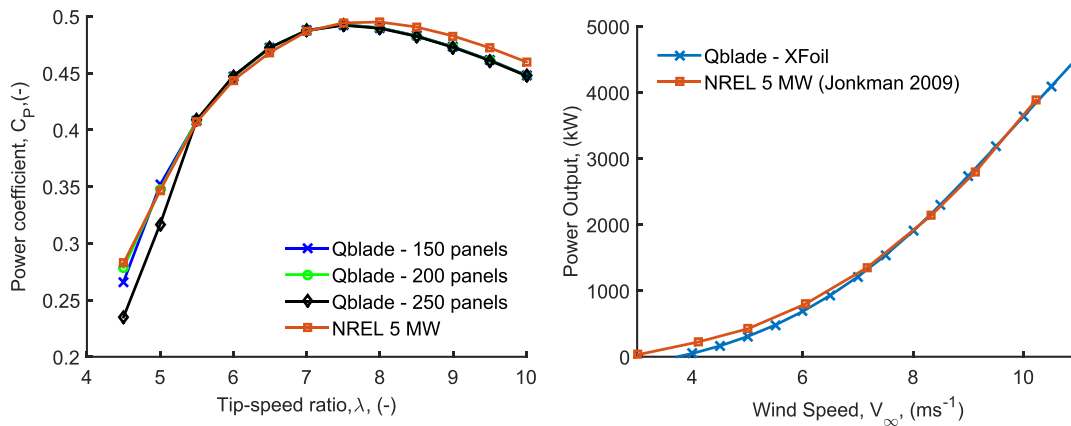 0.5
0.45
0.4
0.35
0.3
0.25
0.2
4 5 6 7 8 9 10
Power coefficient, C_P,(-)
Tip-speed ratio,λ, (-)
Qblade - 150 panels
Qblade - 200 panels
Qblade - 250 panels
NREL 5 MW
5000
4000
3000
2000
1000
0
4 6 8 10
Power Output, (kW)
Wind Speed, V_∞, (ms⁻¹)
Qblade - XFoil
NREL 5 MW (Jonkman 2009)